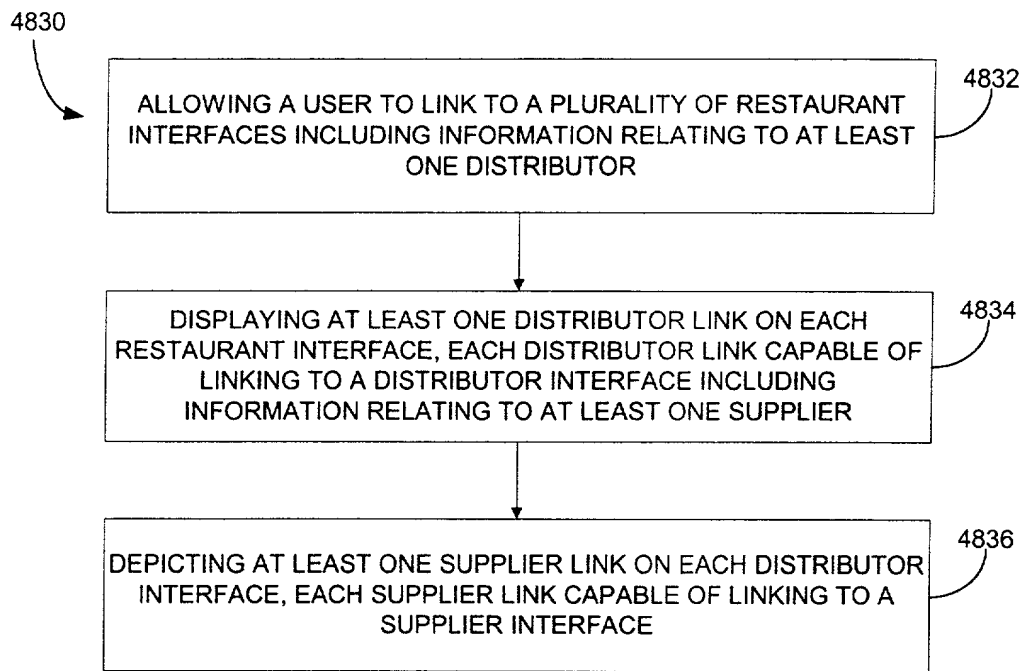 4830
4832
ALLOWING A USER TO LINK TO A PLURALITY OF RESTAURANT
INTERFACES INCLUDING INFORMATION RELATING TO AT LEAST
ONE DISTRIBUTOR
4834
DISPLAYING AT LEAST ONE DISTRIBUTOR LINK ON EACH
RESTAURANT INTERFACE, EACH DISTRIBUTOR LINK CAPABLE OF
LINKING TO A DISTRIBUTOR INTERFACE INCLUDING
INFORMATION RELATING TO AT LEAST ONE SUPPLIER
4836
DEPICTING AT LEAST ONE SUPPLIER LINK ON EACH DISTRIBUTOR
INTERFACE, EACH SUPPLIER LINK CAPABLE OF LINKING TO A
SUPPLIER INTERFACE